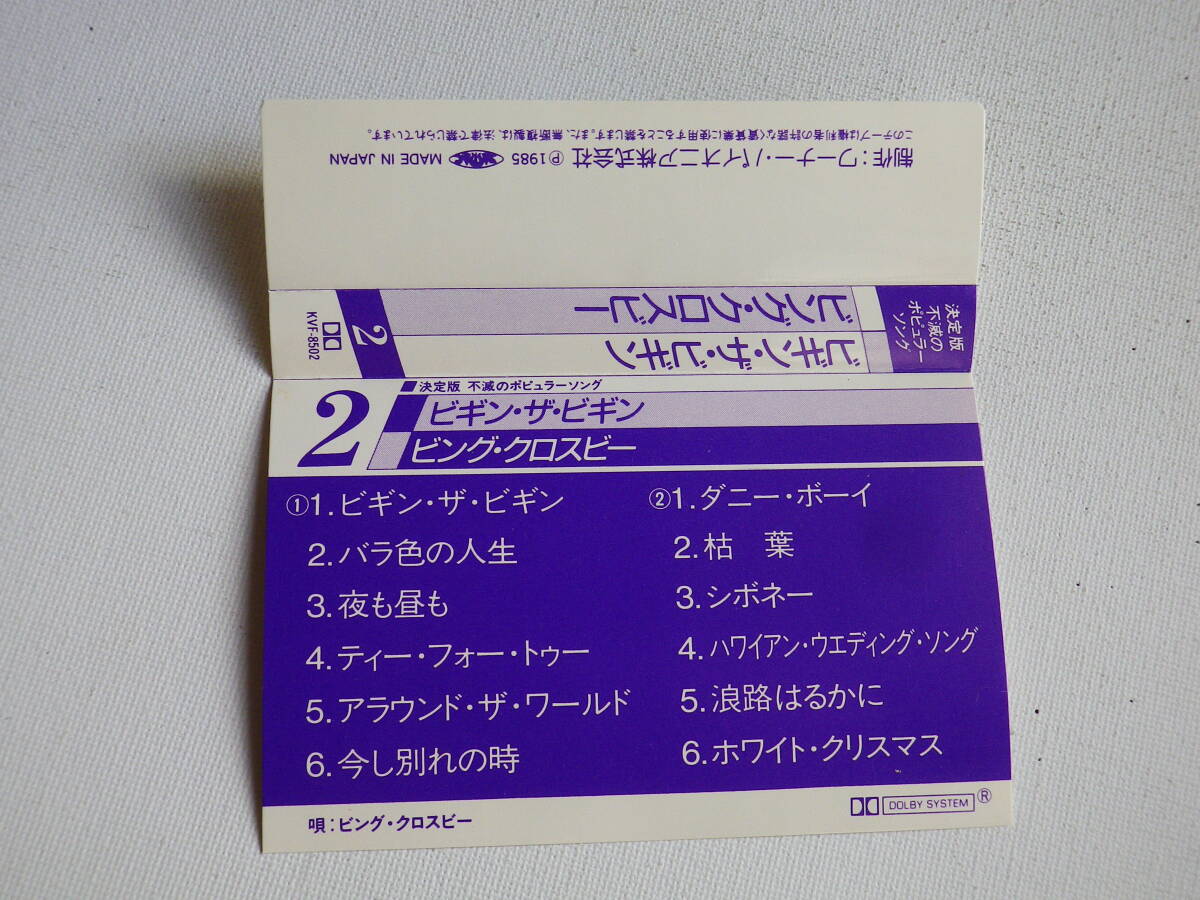 このテープは権利者の許諾なく賃貸業に使用することを禁じます。また、無断複製は、法律で禁じられています。
制作：ワーナー・パイオニア株式会社 Ⓟ1985 MADE IN JAPAN
決定版
不滅の
ポピュラー
ソング
ビギン・ザ・ビギン
ビング・クロスビー
2
KVF-8502
2
■決定版 不滅のポピュラーソング
ビギン・ザ・ビギン
ビング・クロスビー
①1.ビギン・ザ・ビギン
2.バラ色の人生
3.夜も昼も
4.ティー・フォー・トゥー
5.アラウンド・ザ・ワールド
6.今し別れの時
②1.ダニー・ボーイ
2.枯　葉
3.シボネー
4.ハワイアン・ウエディング・ソング
5.浪路はるかに
6.ホワイト・クリスマス
唄：ビング・クロスビー
DOLBY SYSTEM ®